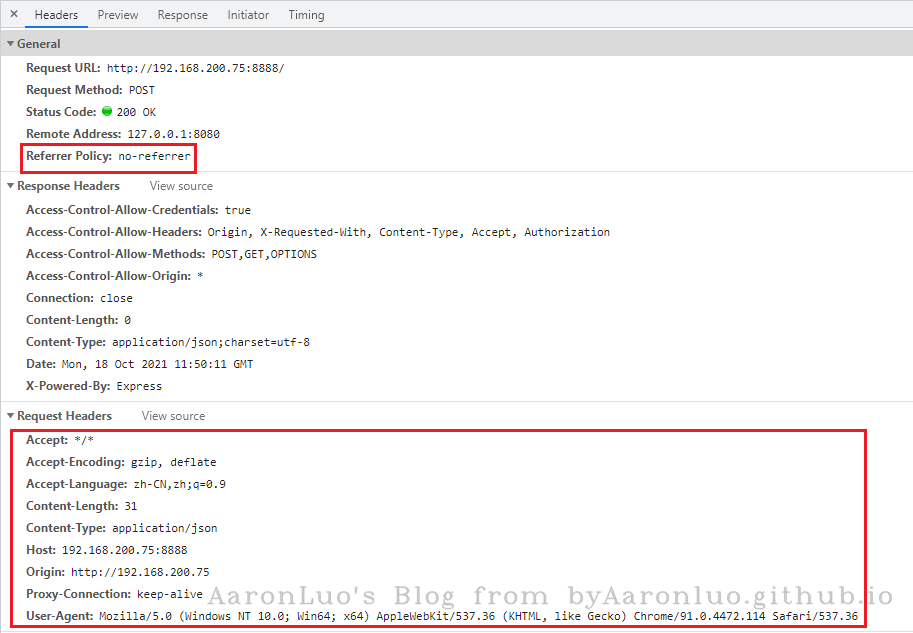 × Headers Preview Response Initiator Timing
General
Request URL: http://192.168.200.75:8888/
Request Method: POST
Status Code: 200 OK
Remote Address: 127.0.0.1:8080
Referrer Policy: no-referrer
Response Headers View source
Access-Control-Allow-Credentials: true
Access-Control-Allow-Headers: Origin, X-Requested-With, Content-Type, Accept, Authorization
Access-Control-Allow-Methods: POST,GET,OPTIONS
Access-Control-Allow-Origin: *
Connection: close
Content-Length: 0
Content-Type: application/json;charset=utf-8
Date: Mon, 18 Oct 2021 11:50:11 GMT
X-Powered-By: Express
Request Headers View source
Accept: */*
Accept-Encoding: gzip, deflate
Accept-Language: zh-CN,zh;q=0.9
Content-Length: 31
Content-Type: application/json
Host: 192.168.200.75:8888
Origin: http://192.168.200.75
Proxy-Connection: keep-alive
AaronLuo's Blog from byAaronluo.github.io
User-Agent: Mozilla/5.0 (Windows NT 10.0; Win64; x64) AppleWebKit/537.36 (KHTML, like Gecko) Chrome/91.0.4472.114 Safari/537.36